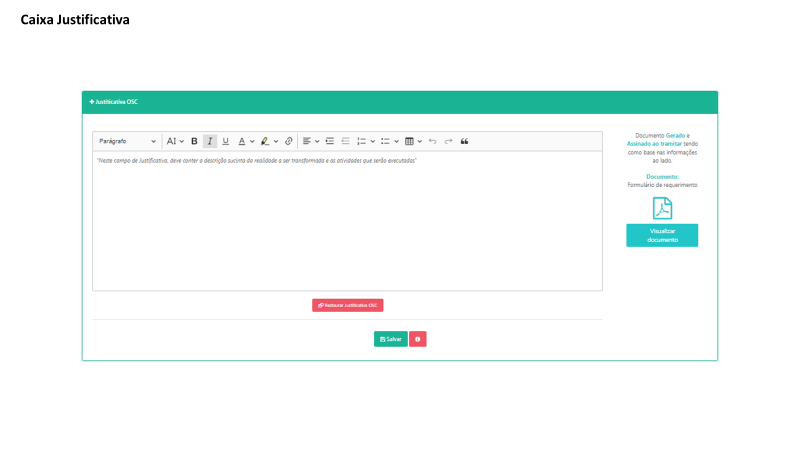 Caixa Justificativa
Justificativa OSC
Parágrafo
AI B I U A
"Neste campo de Justificativa, deve conter a descrição sucinta da realidade a ser transformada e as atividades que serão executadas"
Restaurar Justificativa OSC
Salvar
Documento Gerado e
Assinado ao tramitar tendo
como base nas informações
ao lado.
Documento:
Formulário de requerimento
Visualizar
documento